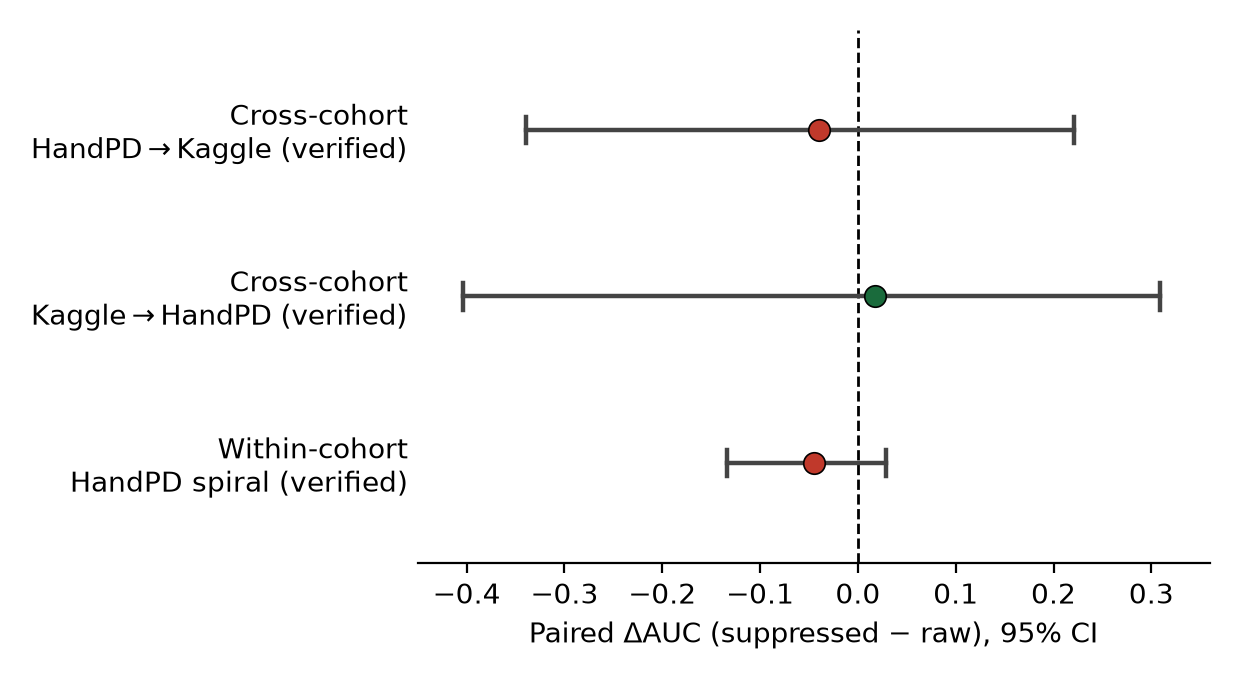 Cross-cohort
HandPD→Kaggle (verified)
Cross-cohort
Kaggle→HandPD (verified)
Within-cohort
HandPD spiral (verified)
−0.4 −0.3 −0.2 −0.1 0.0 0.1 0.2 0.3
Paired ΔAUC (suppressed − raw), 95% CI